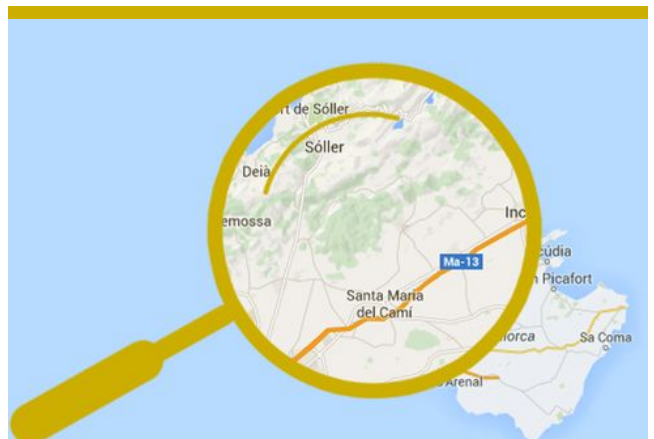 rt de Sóller
Sóller
Deià
emossa
Inc
Ma-13
Santa Maria
del Camí
cúdia
n Picafort
lorca
Sa Coma
Arenal